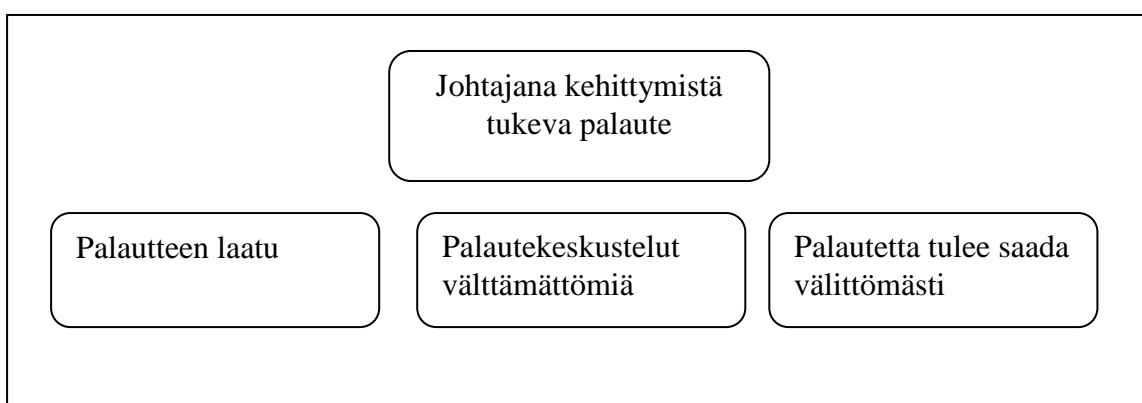 Johtajana kehittymistä
tukeva palaute
Palautteen laatu
Palautekeskustelut
välttämättömiä
Palautetta tulee saada
välittömästi